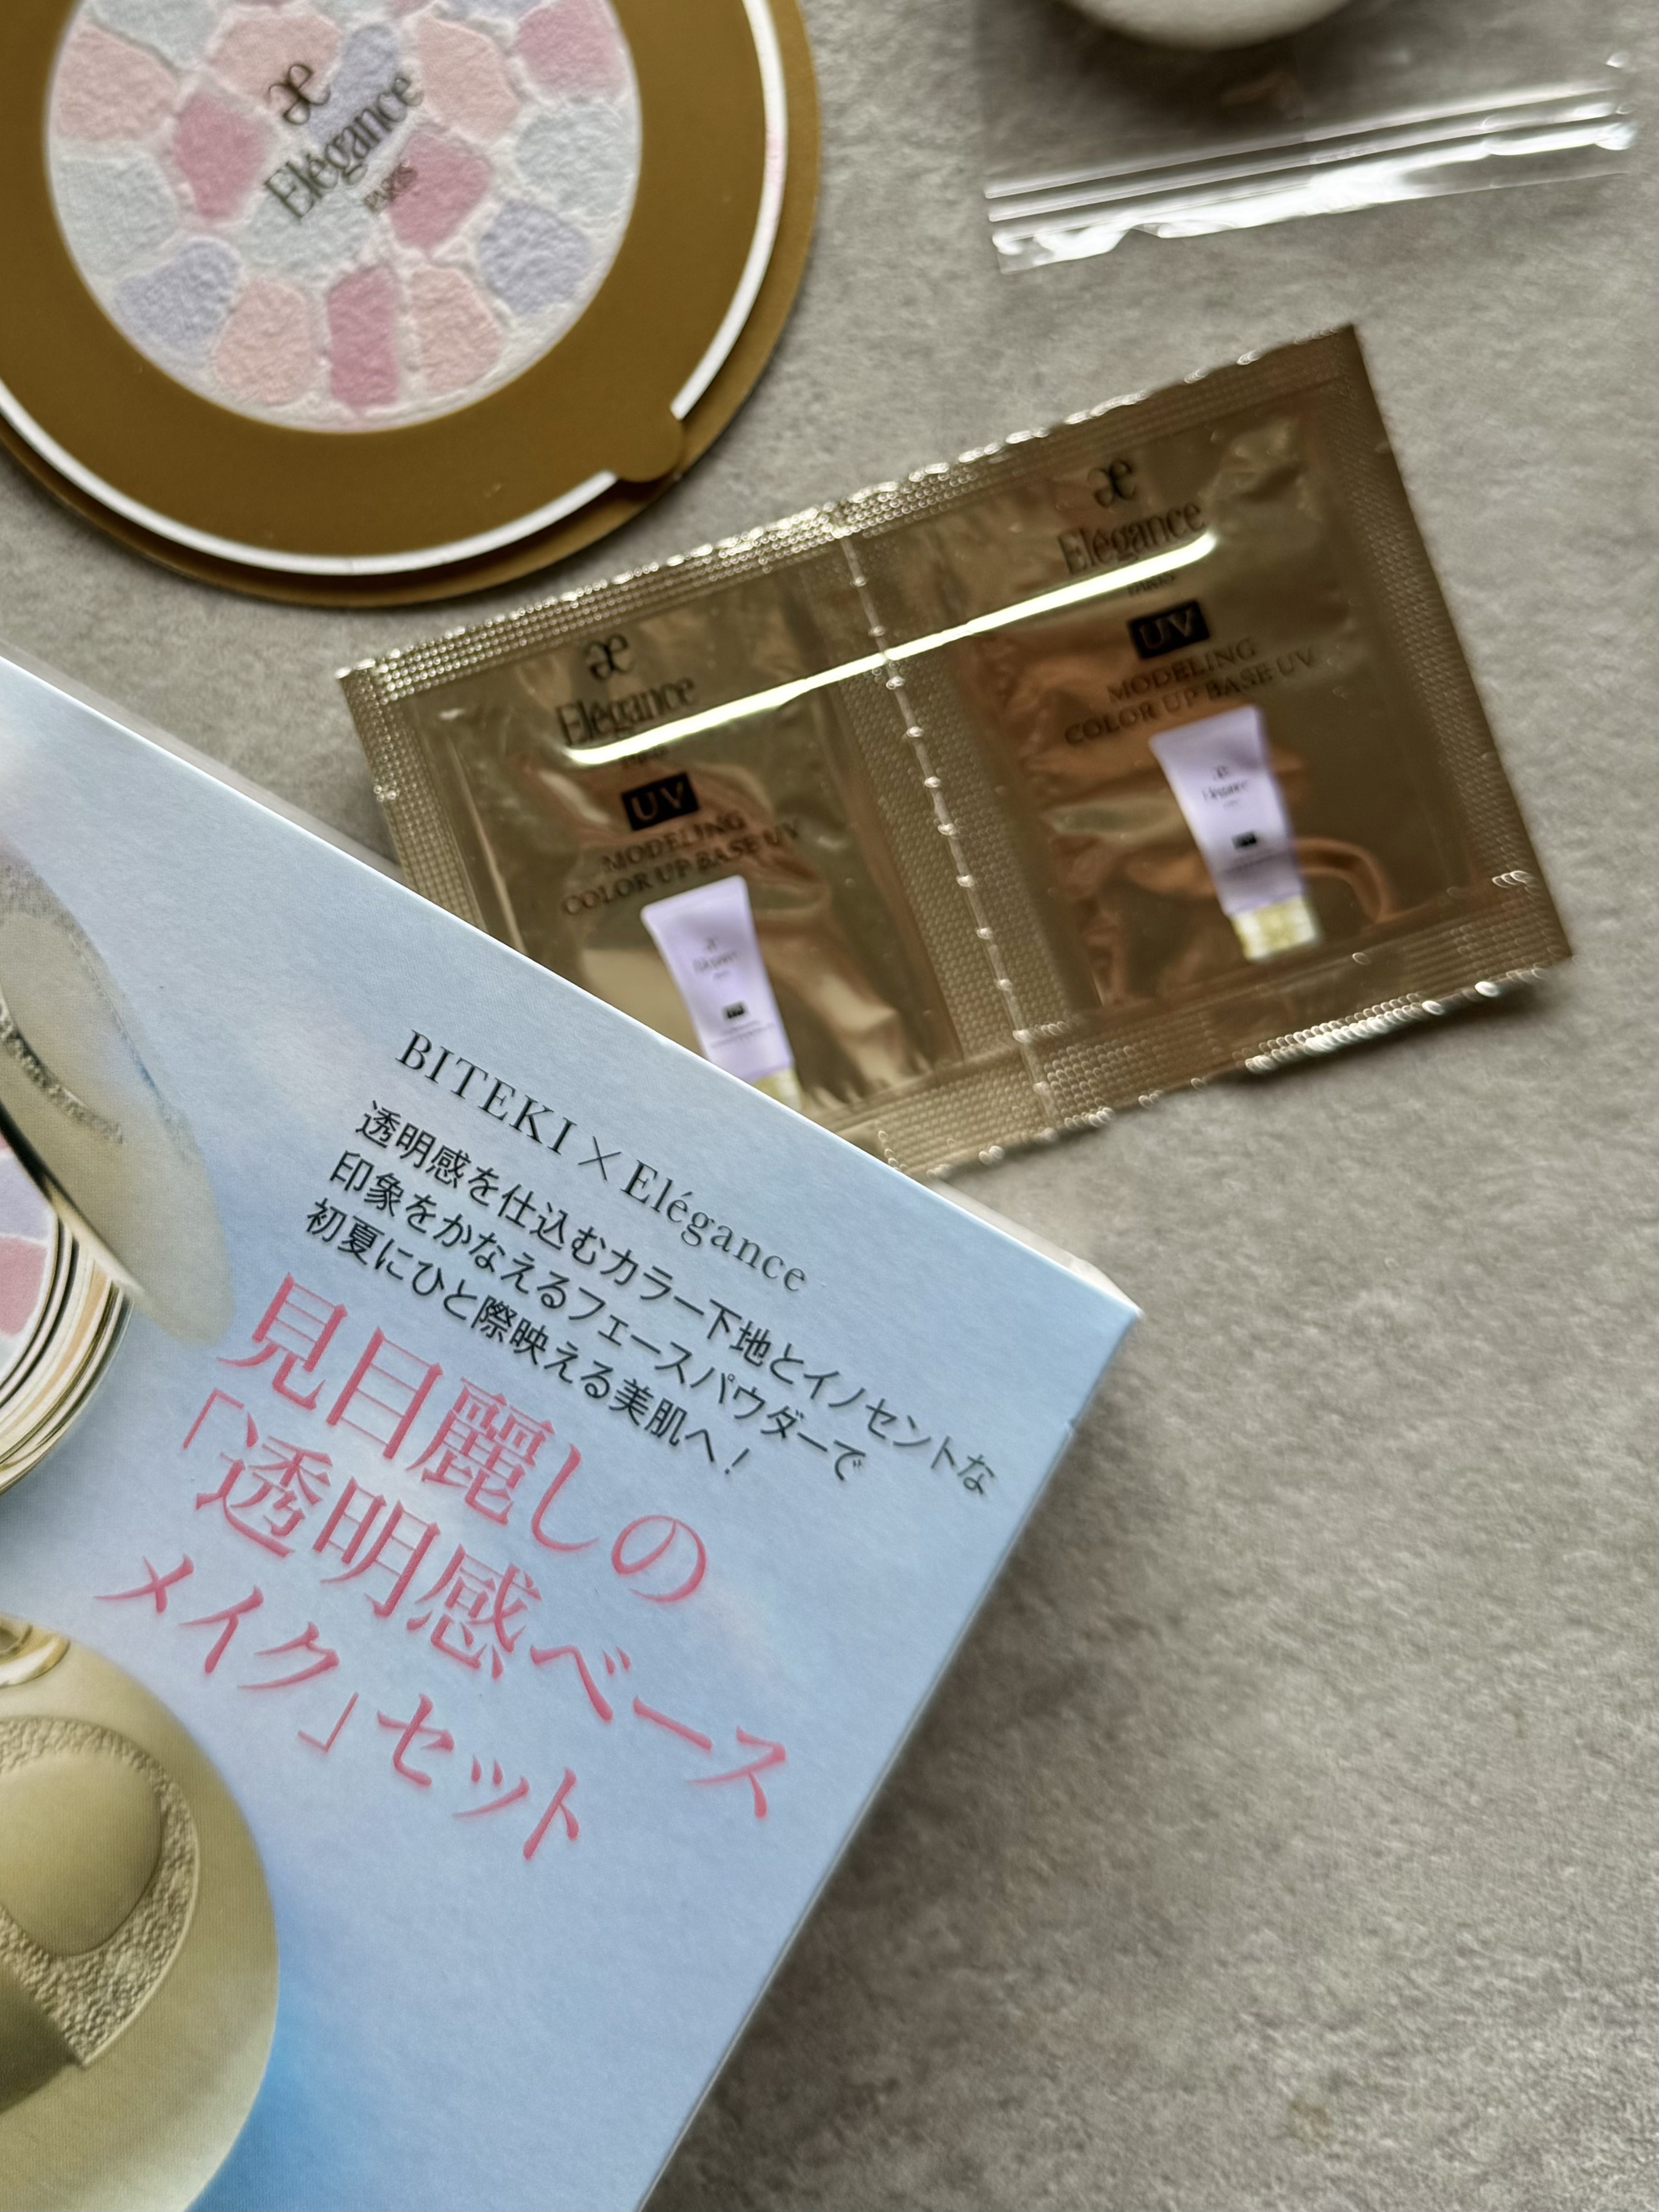 æ
Elégance
PARIS
æ
Elégance
UV
MODELING
COLOR UP BASE UV
æ
Elégance
PARIS
UV
MODELING
COLOR UP BASE UV
Elégance
BITEKI × Elégance
透明感を仕込むカラー下地とイノセントな
印象をかなえるフェースパウダーで
初夏にひと際映える美肌へ！
見目麗しの
「透明感ベース
メイク」セット